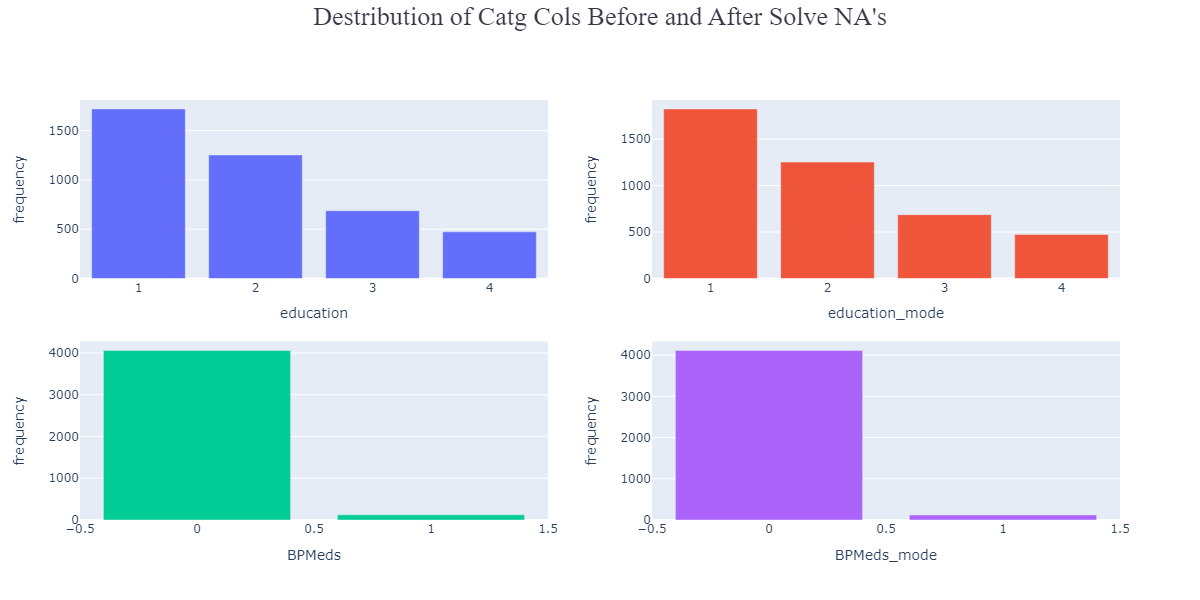 Destribution of Catg Cols Before and After Solve NA's
frequency
1500
1000
500
0
1 2 3 4
education
frequency
1500
1000
500
0
1 2 3 4
education_mode
frequency
4000
3000
2000
1000
0
−0.5 0 0.5 1 1.5
BPMeds
frequency
4000
3000
2000
1000
0
−0.5 0 0.5 1 1.5
BPMeds_mode